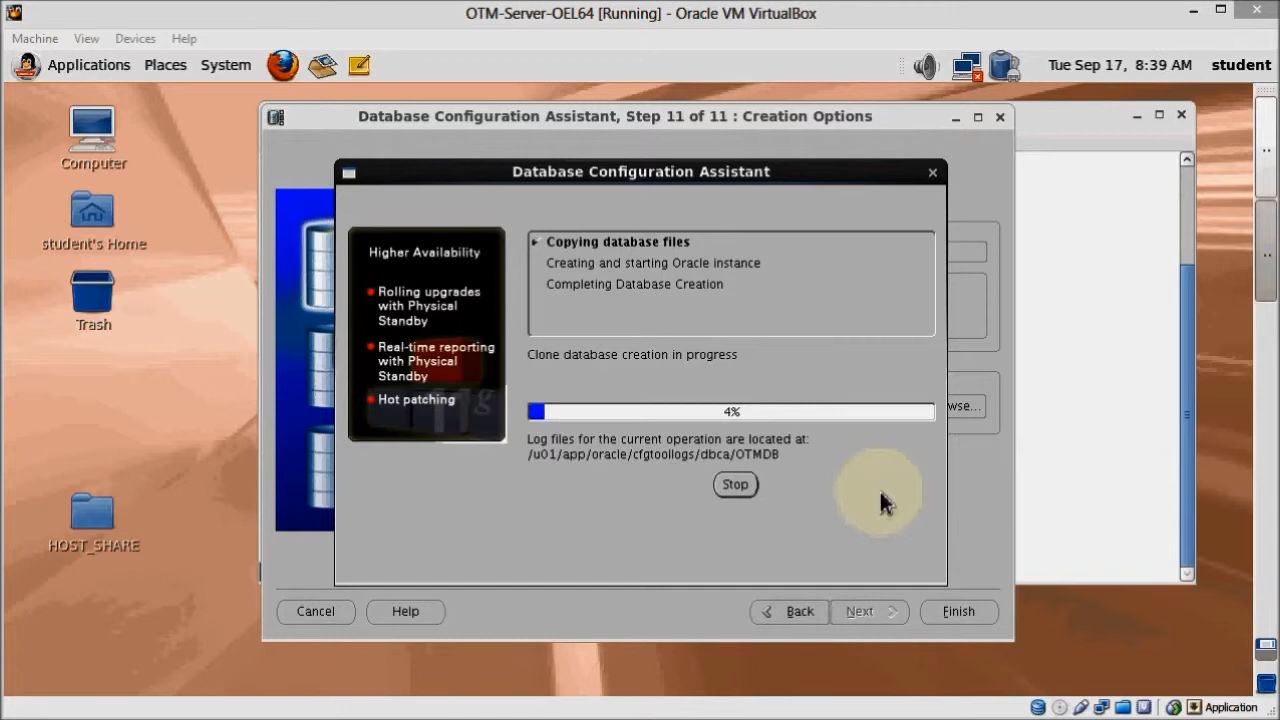 OTM-Server-OEL64 [Running] - Oracle VM VirtualBox
Machine View Devices Help
Applications Places System Tue Sep 17, 8:39 AM student
Computer
student's Home
Trash
HOST_SHARE
Database Configuration Assistant, Step 11 of 11 : Creation Options
Database Configuration Assistant
Higher Availability
Rolling upgrades
with Physical
Standby
Real-time reporting
with Physical
Standby
Hot patching
Copying database files
Creating and starting Oracle instance
Completing Database Creation
Clone database creation in progress
4%
Log files for the current operation are located at:
/u01/app/oracle/cfgtoollogs/dbca/OTMDB
Stop
wse...
Cancel Help Back Next Finish
Application